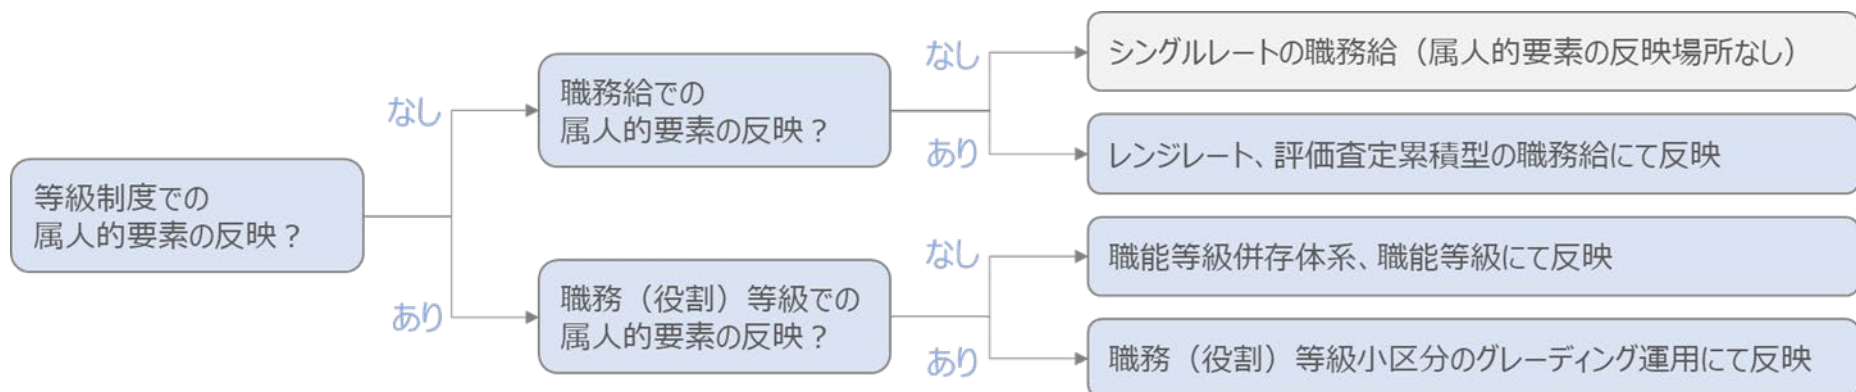 等級制度での
属人的要素の反映？
なし
職務給での
属人的要素の反映？
なし
シングルレートの職務給（属人的要素の反映場所なし）
あり
レンジレート、評価査定累積型の職務給にて反映
あり
職務（役割）等級での
属人的要素の反映？
なし
職能等級併存体系、職能等級にて反映
あり
職務（役割）等級小区分のグレーディング運用にて反映